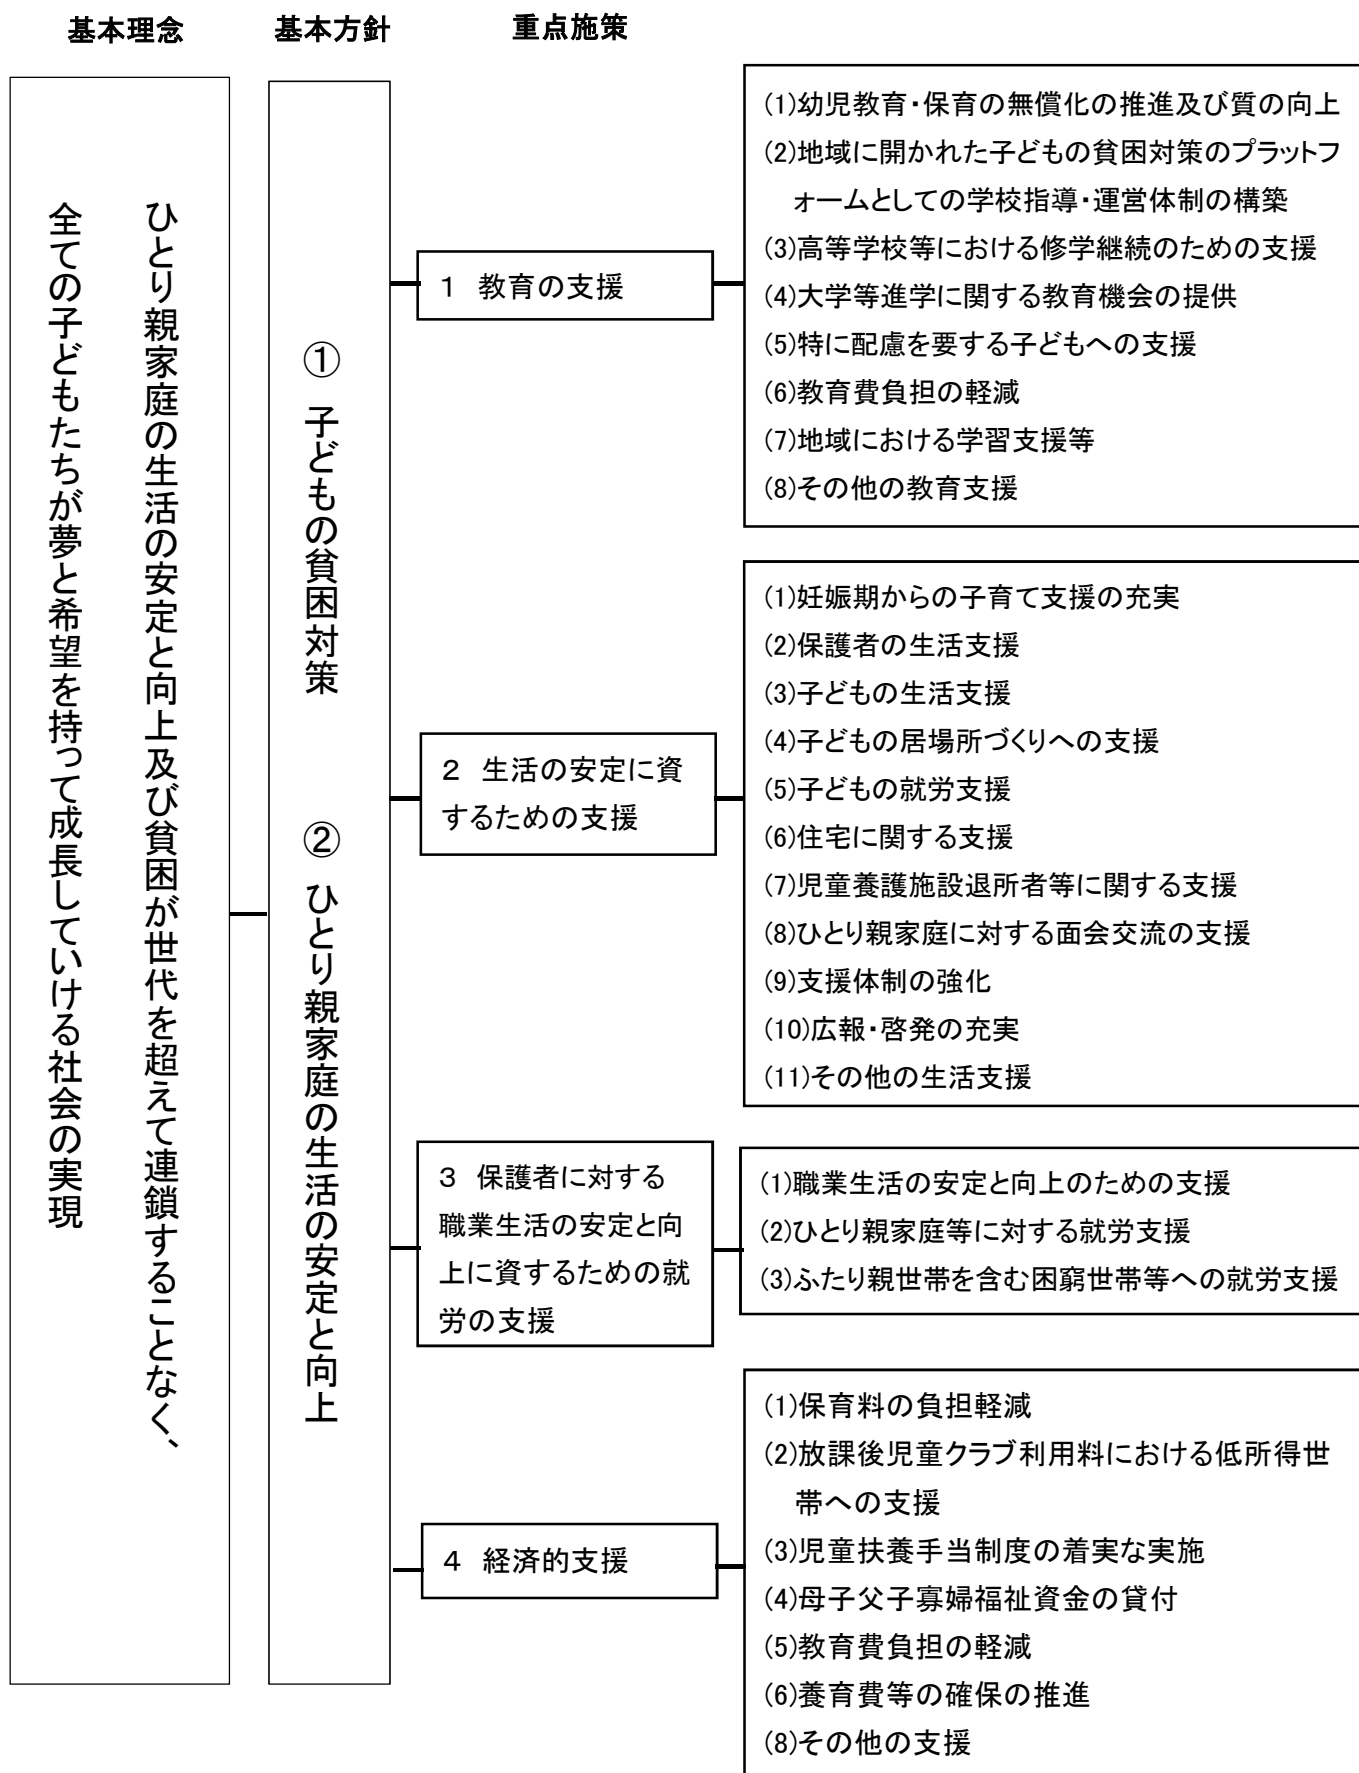 基本理念
基本方針
重点施策
ひとり親家庭の生活の安定と向上及び貧困が世代を超えて連鎖することなく、
全ての子どもたちが夢と希望を持って成長していける社会の実現
① 子どもの貧困対策
② ひとり親家庭の生活の安定と向上
１ 教育の支援
(1)幼児教育・保育の無償化の推進及び質の向上
(2)地域に開かれた子どもの貧困対策のプラットフ
ォームとしての学校指導・運営体制の構築
(3)高等学校等における修学継続のための支援
(4)大学等進学に関する教育機会の提供
(5)特に配慮を要する子どもへの支援
(6)教育費負担の軽減
(7)地域における学習支援等
(8)その他の教育支援
２ 生活の安定に資
するための支援
(1)妊娠期からの子育て支援の充実
(2)保護者の生活支援
(3)子どもの生活支援
(4)子どもの居場所づくりへの支援
(5)子どもの就労支援
(6)住宅に関する支援
(7)児童養護施設退所者等に関する支援
(8)ひとり親家庭に対する面会交流の支援
(9)支援体制の強化
(10)広報・啓発の充実
(11)その他の生活支援
３ 保護者に対する
職業生活の安定と向
上に資するための就
労の支援
(1)職業生活の安定と向上のための支援
(2)ひとり親家庭等に対する就労支援
(3)ふたり親世帯を含む困窮世帯等への就労支援
４ 経済的支援
(1)保育料の負担軽減
(2)放課後児童クラブ利用料における低所得世
帯への支援
(3)児童扶養手当制度の着実な実施
(4)母子父子寡婦福祉資金の貸付
(5)教育費負担の軽減
(6)養育費等の確保の推進
(8)その他の支援